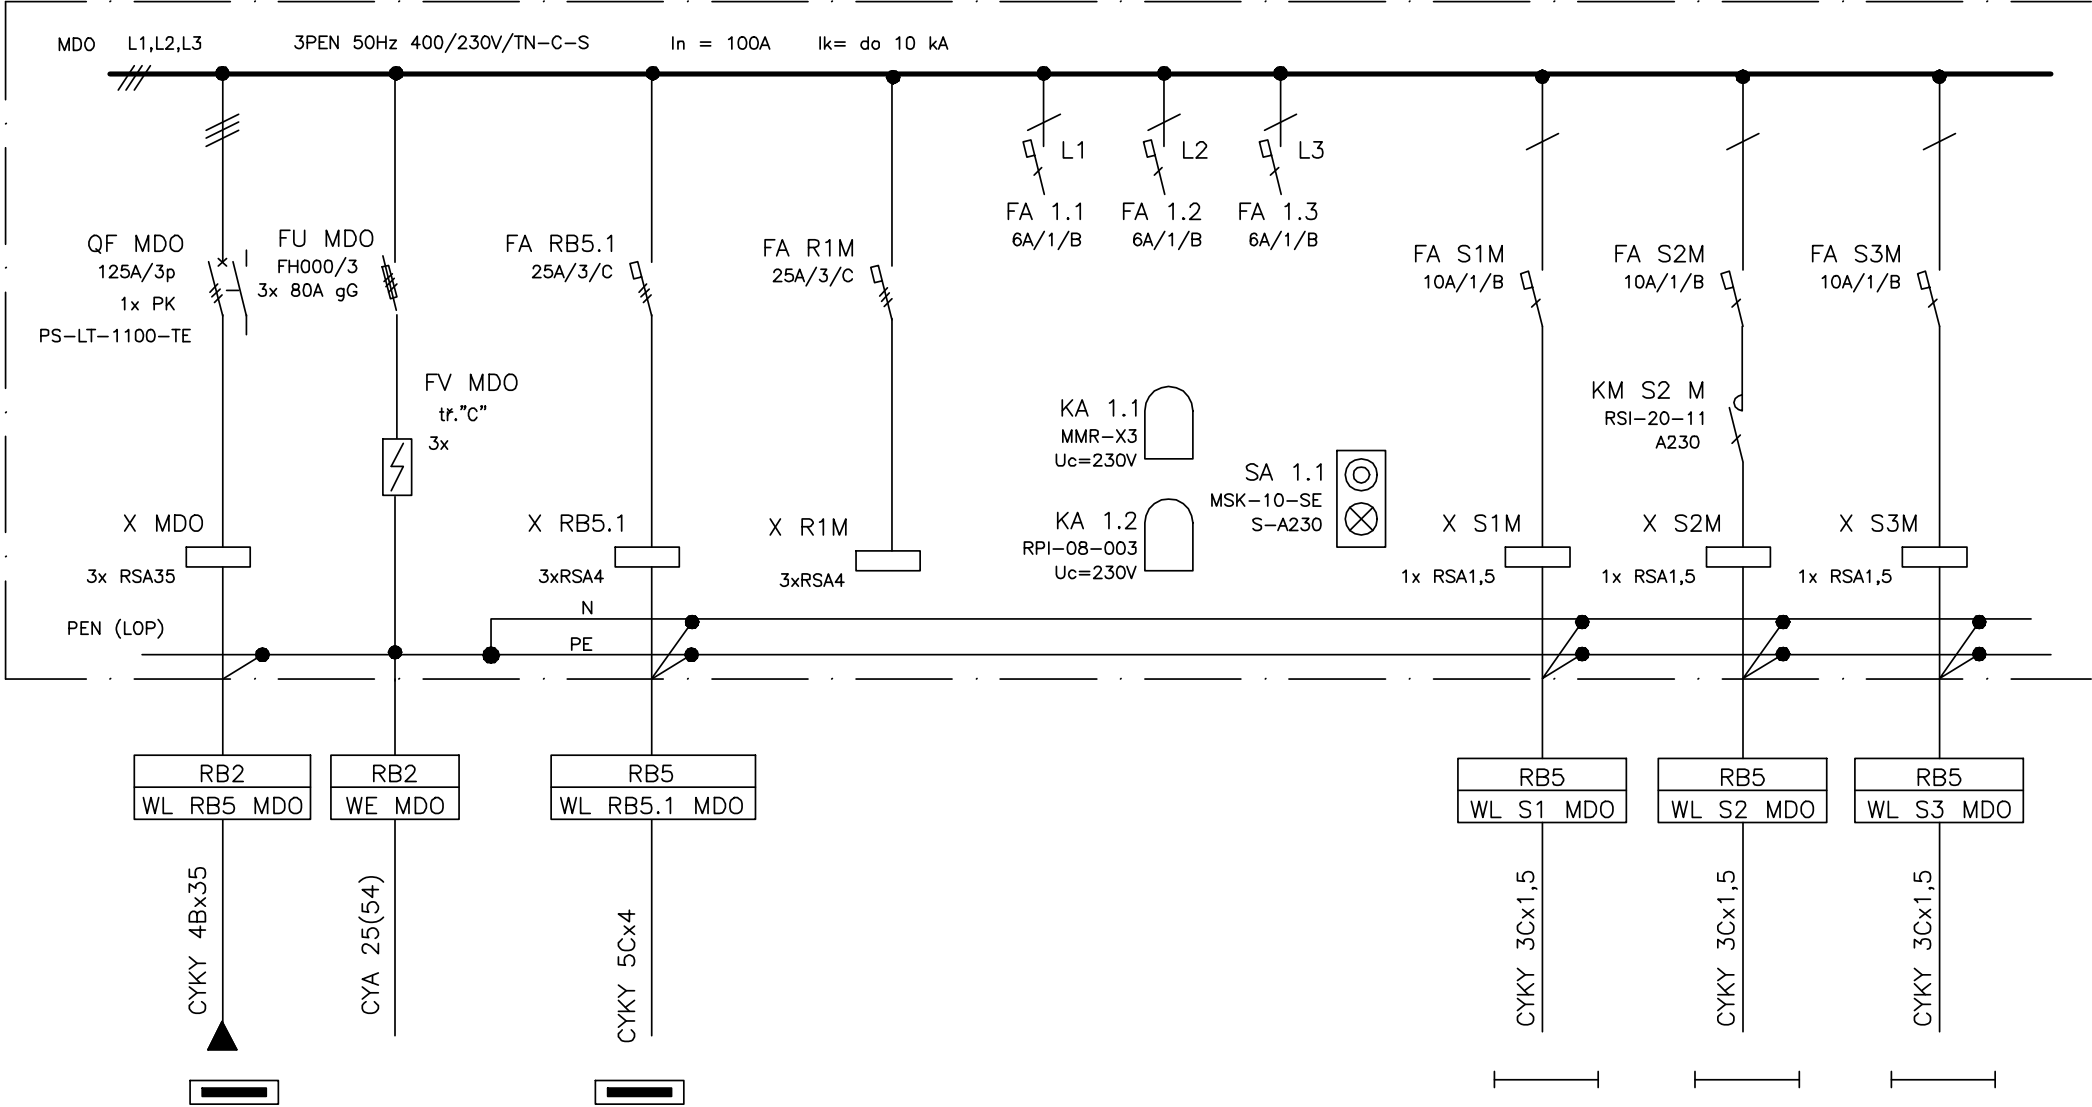 MDO L1,L2,L3 3PEN 50Hz 400/230V/TN-C-S In = 100A Ik= do 10 kA
L1 L2 L3
FA 1.1 FA 1.2 FA 1.3
6A/1/B 6A/1/B 6A/1/B
QF MDO
125A/3p
1x PK
PS-LT-1100-TE
FU MDO
FH000/3
3x 80A gG
FA RB5.1
25A/3/C
FA R1M
25A/3/C
FA S1M
10A/1/B
FA S2M
10A/1/B
FA S3M
10A/1/B
FV MDO
tř."C"
3x
KA 1.1
MMR-X3
Uc=230V
KM S2 M
RSI-20-11
A230
SA 1.1
MSK-10-SE
S-A230
KA 1.2
RPI-08-003
Uc=230V
X MDO
3x RSA35
X RB5.1
3xRSA4
X R1M
3xRSA4
X S1M
1x RSA1,5
X S2M
1x RSA1,5
X S3M
1x RSA1,5
N
PEN (LOP)
PE
RB2
WL RB5 MDO
RB2
WE MDO
RB5
WL RB5.1 MDO
RB5
WL S1 MDO
RB5
WL S2 MDO
RB5
WL S3 MDO
CYKY 4Bx35
CYA 25(54)
CYKY 5Cx4
CYKY 3Cx1,5
CYKY 3Cx1,5
CYKY 3Cx1,5